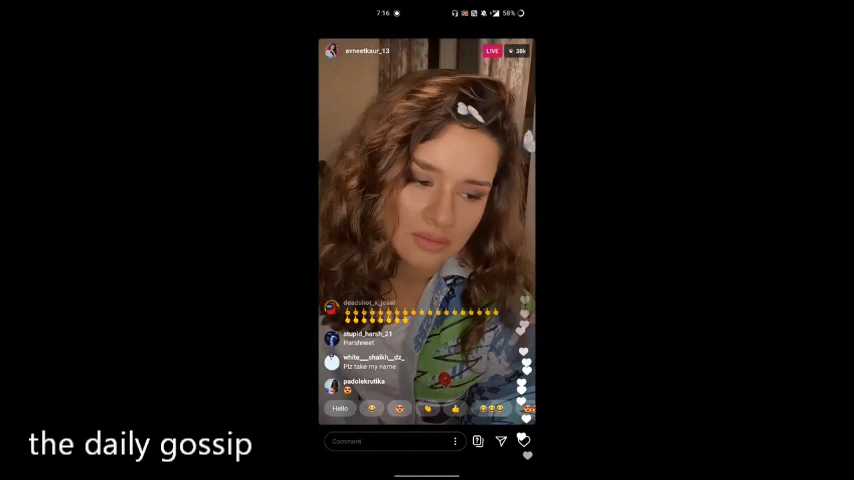 7:16
58%
avneetkaur_13
LIVE
38k
deadshot_x_jesel
stupid_harsh_21
Harshneet
white__shaikh__dz_
Plz take my name
padolekrutika
Hello
Comment
the daily gossip